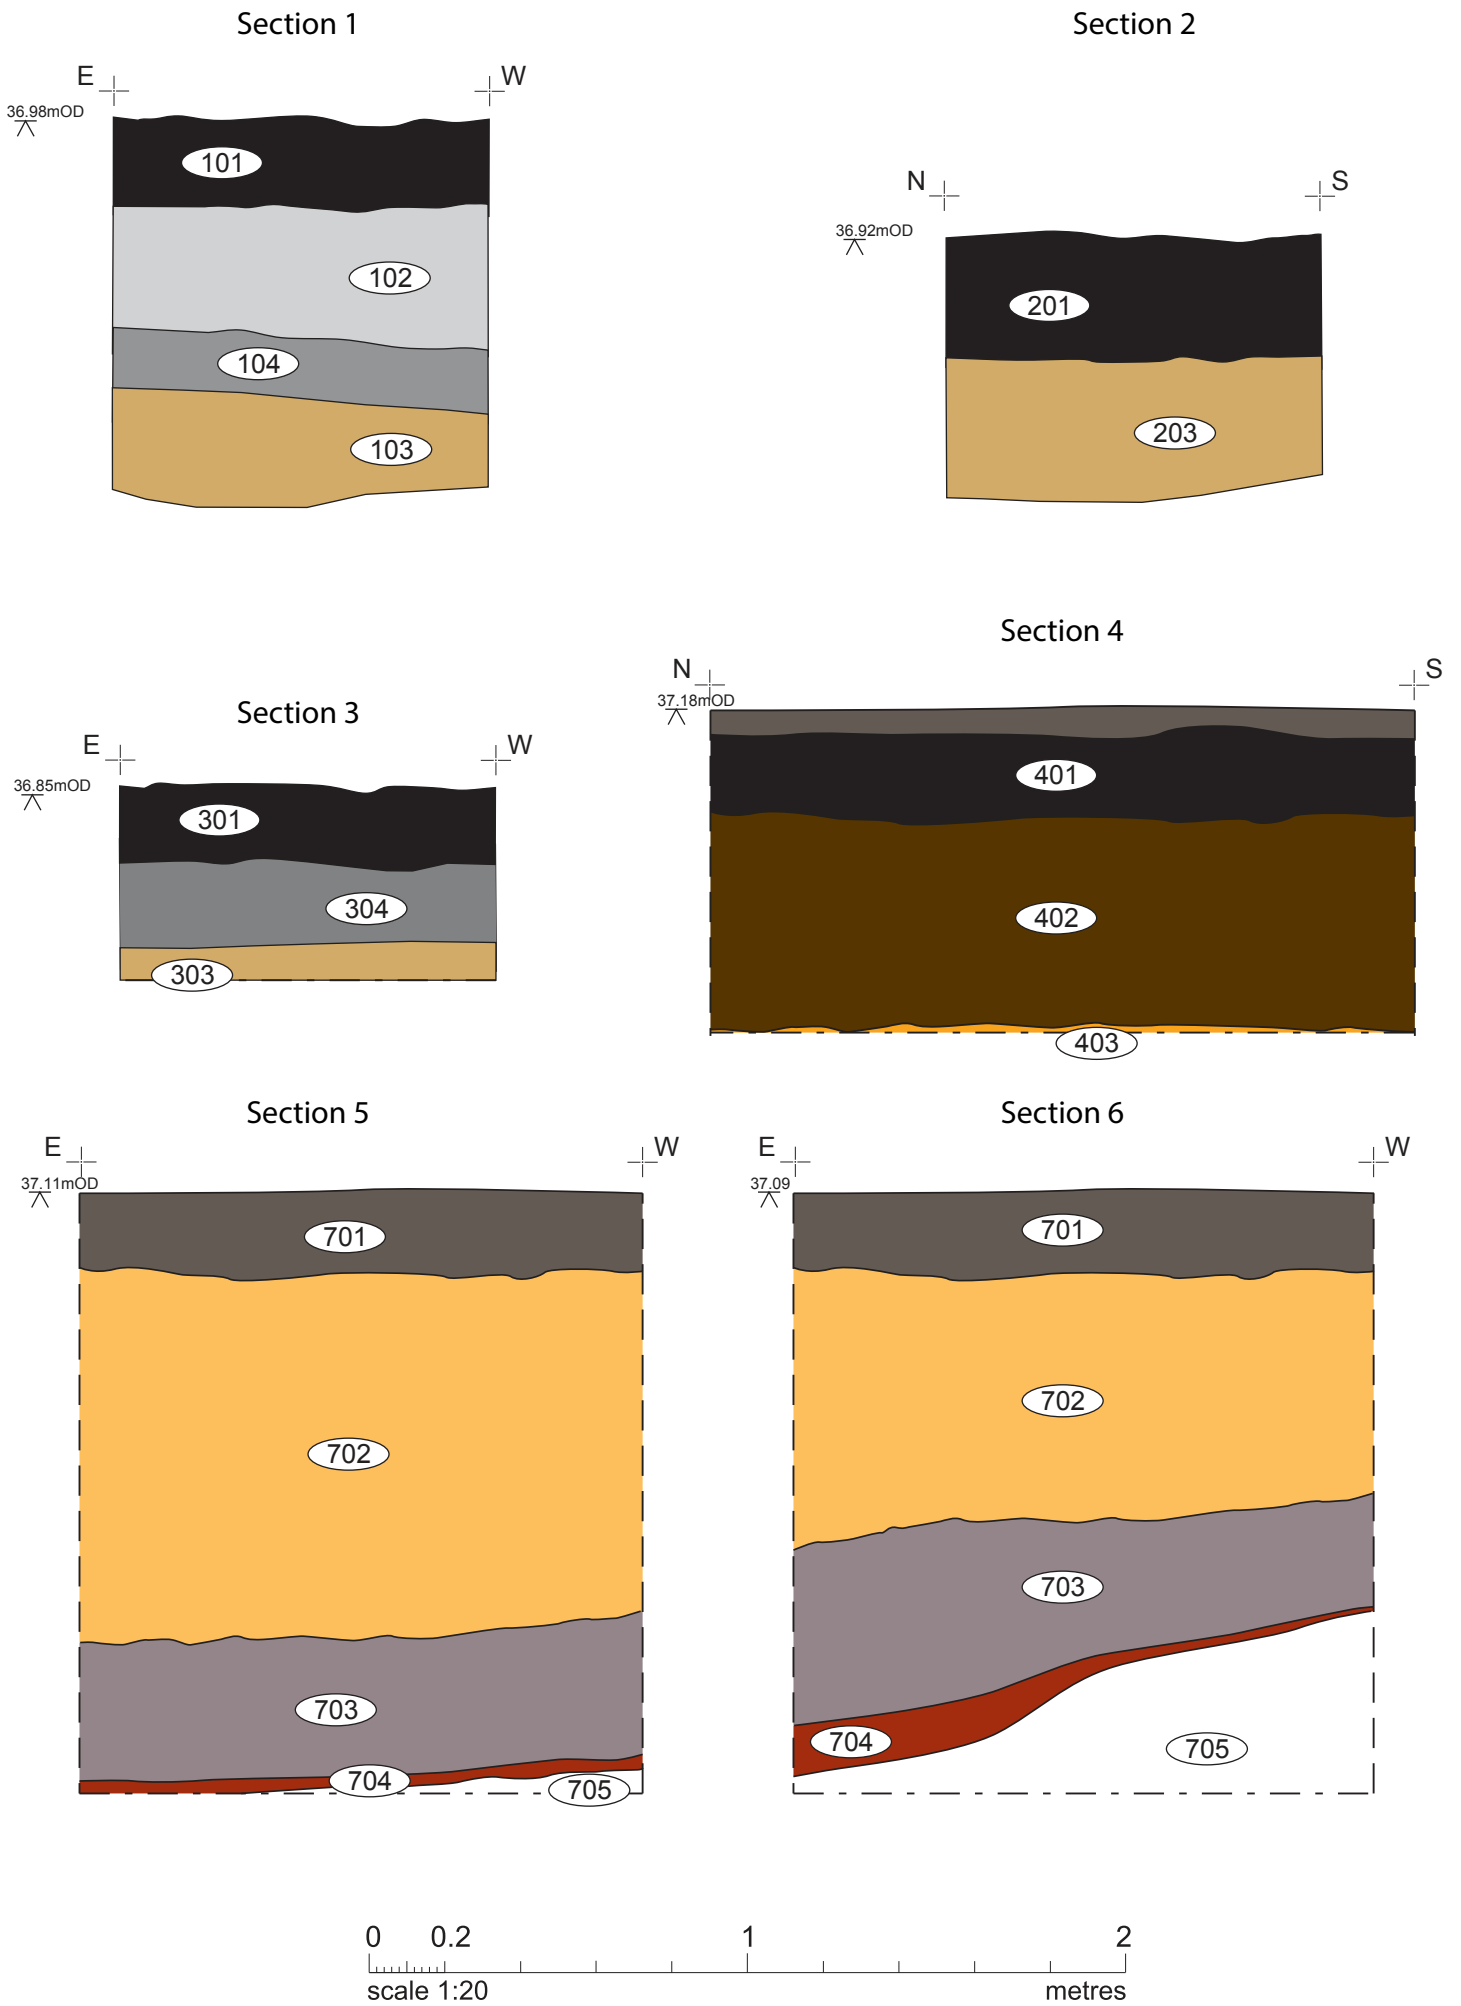 Section 1
E W
36.98mOD
101
102
104
103
Section 2
N S
36.92mOD
201
203
Section 3
E W
36.85mOD
301
304
303
Section 4
N S
37.18mOD
401
402
403
Section 5
E W
37.11mOD
701
702
703
704
705
Section 6
E W
37.09
701
702
703
704
705
0 0.2 1 2
scale 1:20 metres